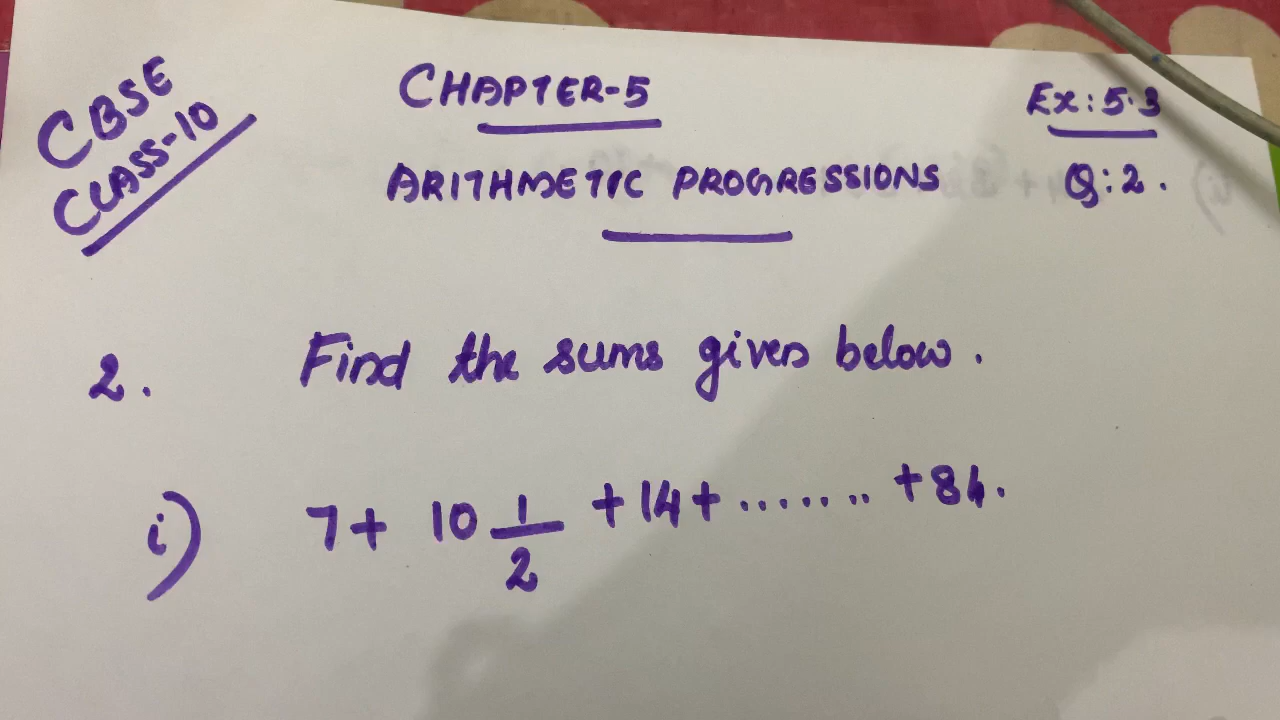 CBSE
CLASS-10
CHAPTER-5
ARITHMETIC PROGRESSIONS
Ex: 5.3
Q: 2.
2. Find the sums given below.
i) 7 + 10 1/2 + 14 + ....... + 84.